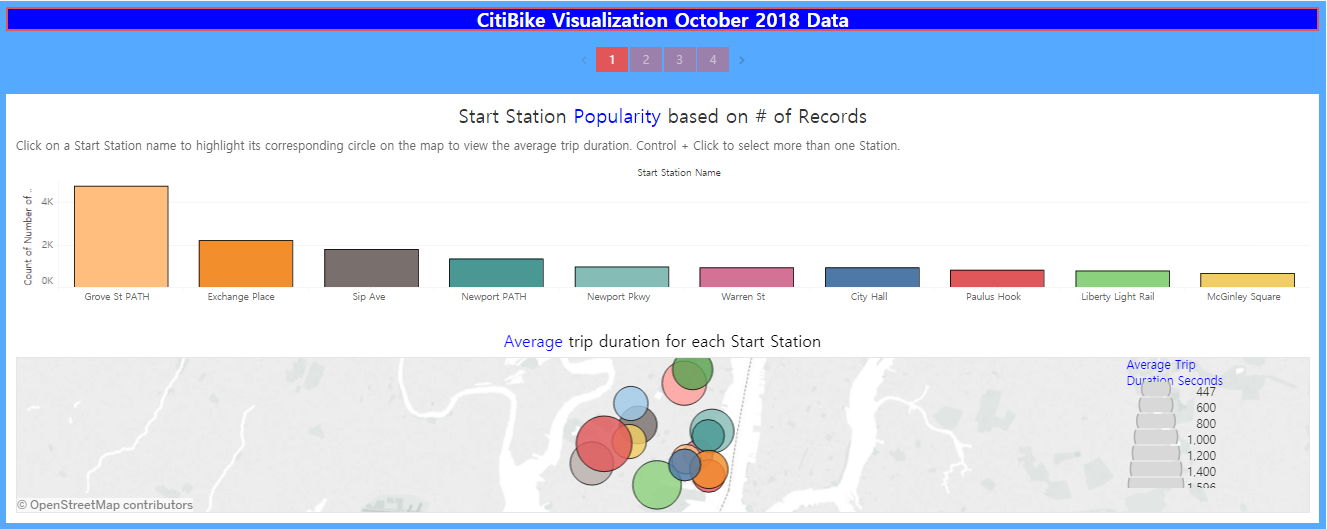 CitiBike Visualization October 2018 Data
< 1 2 3 4 >
Start Station Popularity based on # of Records
Click on a Start Station name to highlight its corresponding circle on the map to view the average trip duration. Control + Click to select more than one Station.
Start Station Name
Count of Number of ..
4K
2K
0K
Grove St PATH Exchange Place Sip Ave Newport PATH Newport Pkwy Warren St City Hall Paulus Hook Liberty Light Rail McGinley Square
Average trip duration for each Start Station
Average Trip
Duration Seconds
447
600
800
1,000
1,200
1,400
1,596
© OpenStreetMap contributors